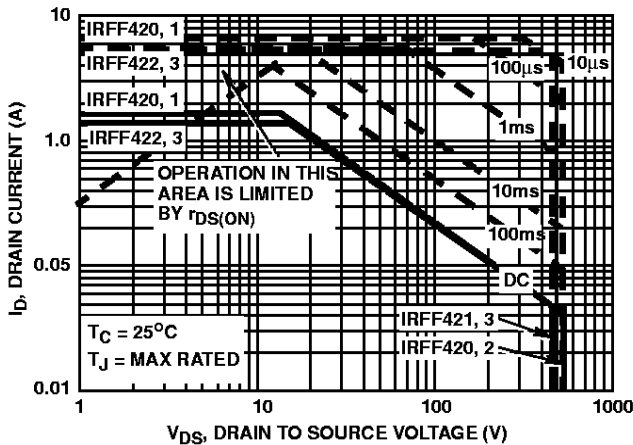 10
IRFF420, 1
IRFF422, 3
IRFF420, 1
IRFF422, 3
100µs
10µs
1ms
1.0
OPERATION IN THIS
AREA IS LIMITED
BY rDS(ON)
10ms
100ms
0.05
DC
TC = 25°C
TJ = MAX RATED
IRFF421, 3
IRFF420, 2
0.01
1
10
100
1000
ID, DRAIN CURRENT (A)
VDS, DRAIN TO SOURCE VOLTAGE (V)